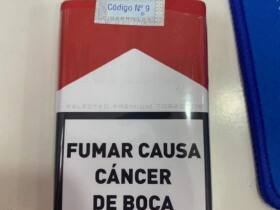 Código Nº 9
FUMAR CAUSA
CÁNCER
DE BOCA